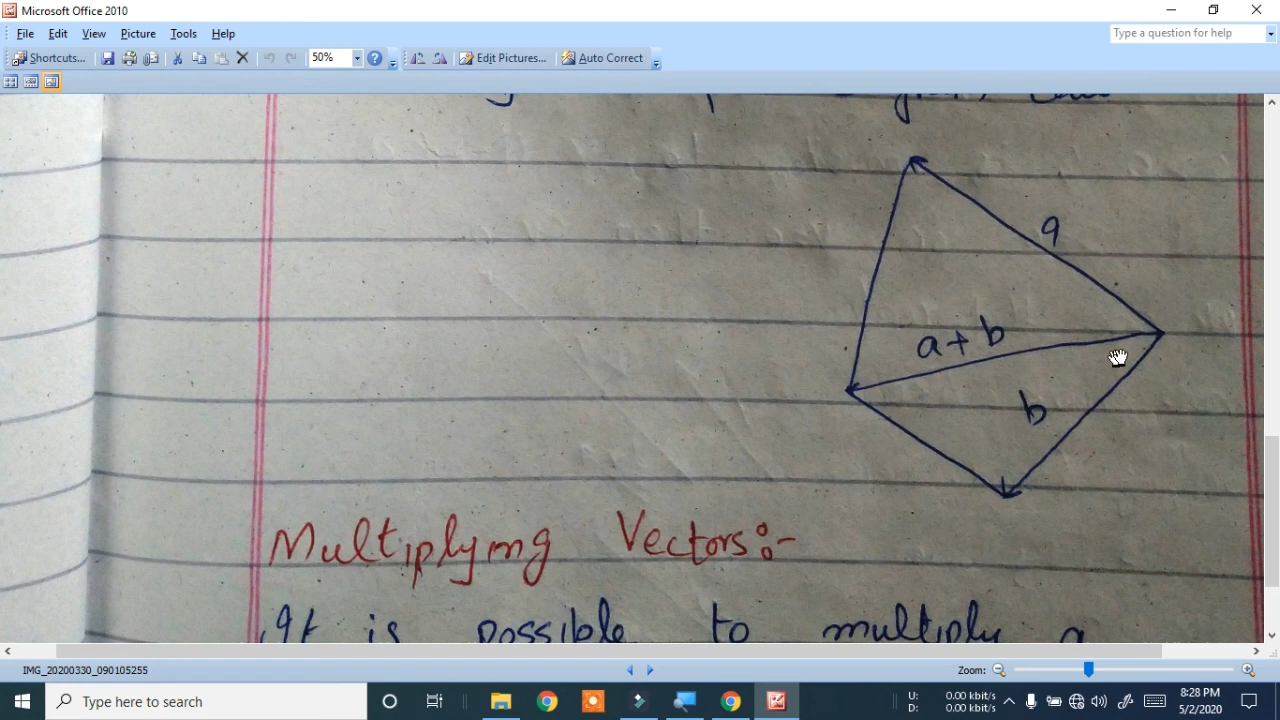 Microsoft Office 2010
File Edit View Picture Tools Help
Type a question for help
Shortcuts... 50% Edit Pictures... Auto Correct
a
a+b
b
Multiplying Vectors:-
It is possible to multiply a
IMG_20200330_090105255
Zoom:
Type here to search
U: 0.00 kbit/s
D: 0.00 kbit/s
8:28 PM
5/2/2020